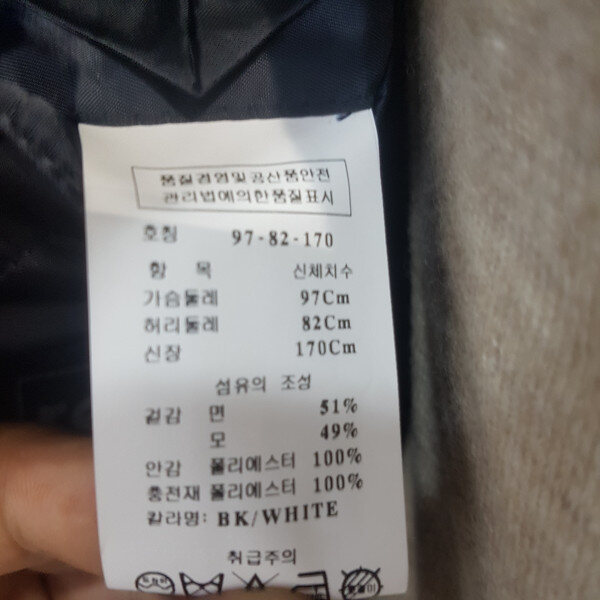 품질경영및공산품안전
관리법에의한품질표시
호칭 97-82-170
항 목 신체치수
가슴둘레 97Cm
허리둘레 82Cm
신장 170Cm
섬유의 조성
겉감 면 51%
모 49%
안감 폴리에스터 100%
충전재 폴리에스터 100%
칼라명: BK/WHITE
취급주의